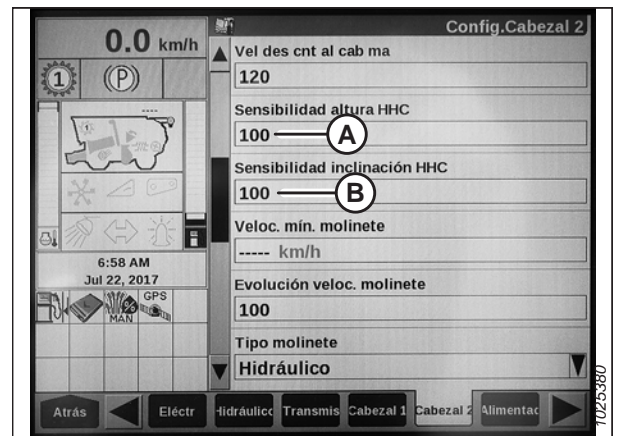 0.0 km/h
Config.Cabezal 2
Vel des cnt al cab ma
120
1
(P)
Sensibilidad altura HHC
100
A
Sensibilidad inclinación HHC
100
B
Veloc. mín. molinete
----- km/h
6:58 AM
Jul 22, 2017
Evolución veloc. molinete
100
GPS
MAN
%
Tipo molinete
Hidráulico
Atrás
Eléctr
Hidráulicc
Transmis
Cabezal 1
Cabezal 2
Alimentac
1025380